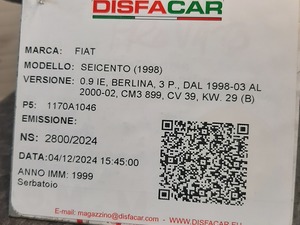 DISFACAR
MARCA: FIAT
MODELLO: SEICENTO (1998)
VERSIONE: 0.9 IE, BERLINA, 3 P., DAL 1998-03 AL
2000-02, CM3 899, CV 39, KW. 29 (B)
P5: 1170A1046
EMISSIONE:
NS: 2800/2024
DATA:04/12/2024 15:45:00
ANNO IMM: 1999
Serbatoio
E-mail: magazzino@disfacar.com
WWW.DISFACAR.EU